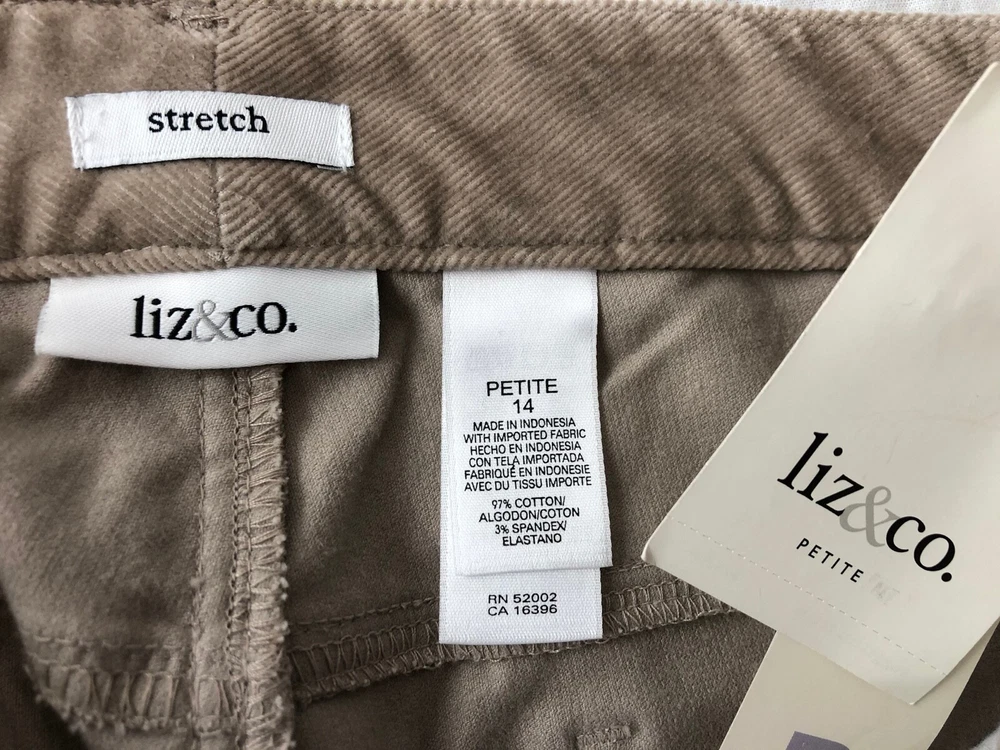 stretch
liz&co.
PETITE
14
MADE IN INDONESIA
WITH IMPORTED FABRIC
HECHO EN INDONESIA
CON TELA IMPORTADA
FABRIQUÉ EN INDONESIE
AVEC DU TISSU IMPORTE
97% COTTON/
ALGODON/COTON
3% SPANDEX/
ELASTANO
RN 52002
CA 16396
liz&co.
PETITE